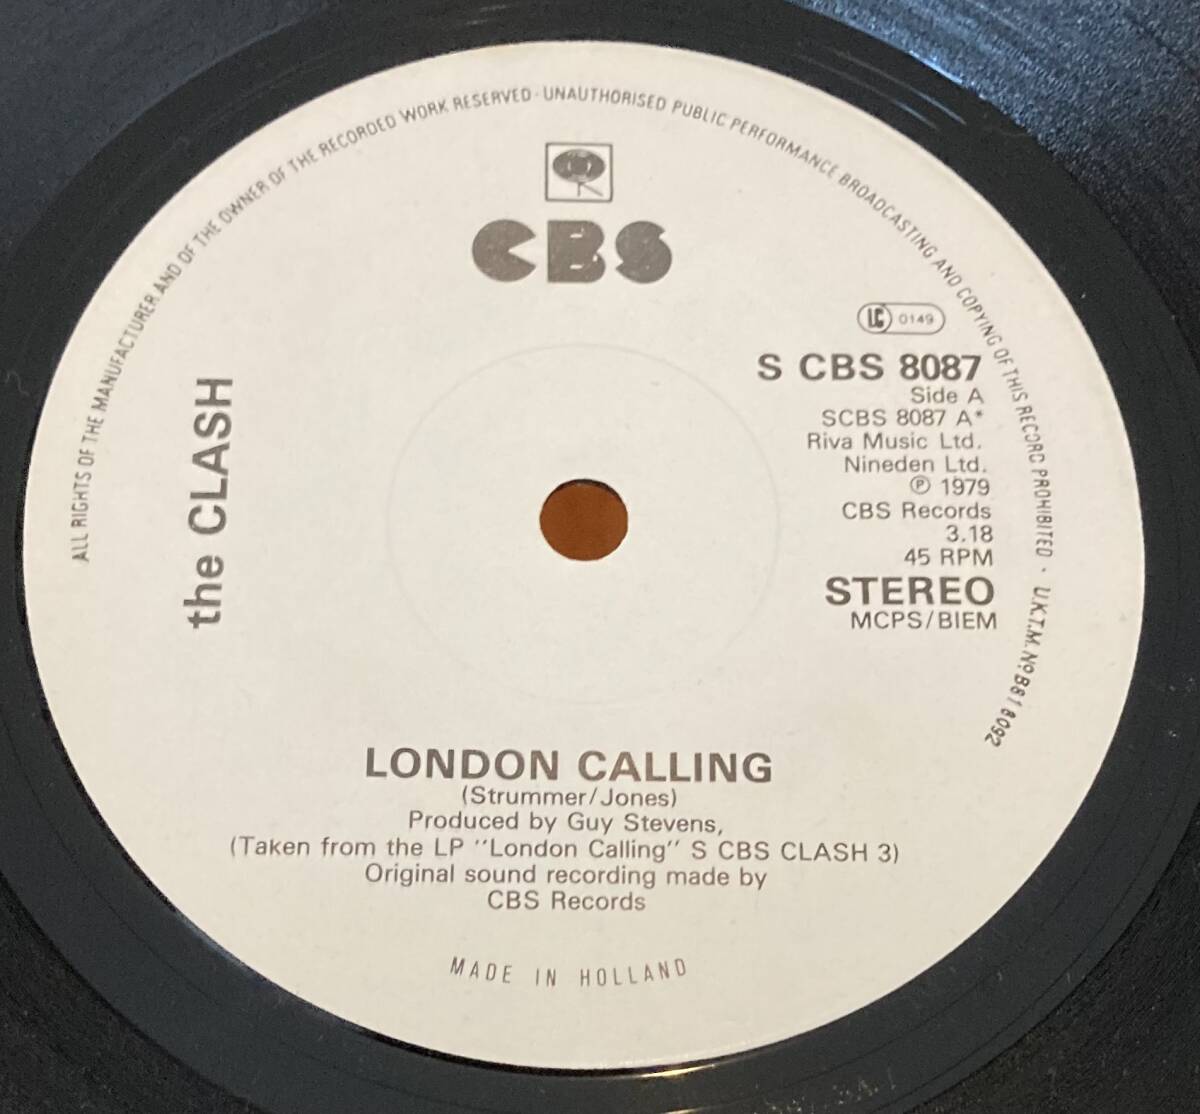 ALL RIGHTS OF THE MANUFACTURER AND OF THE OWNER OF THE RECORDED WORK RESERVED · UNAUTHORISED PUBLIC PERFORMANCE BROADCASTING AND COPYING OF THIS RECORD PROHIBITED · U.K.T.M. Nº B818092
CBS
LC 0149
the CLASH
S CBS 8087
Side A
SCBS 8087 A*
Riva Music Ltd.
Nineden Ltd.
℗ 1979
CBS Records
3.18
45 RPM
STEREO
MCPS/BIEM
LONDON CALLING
(Strummer/Jones)
Produced by Guy Stevens,
(Taken from the LP "London Calling" S CBS CLASH 3)
Original sound recording made by
CBS Records
MADE IN HOLLAND